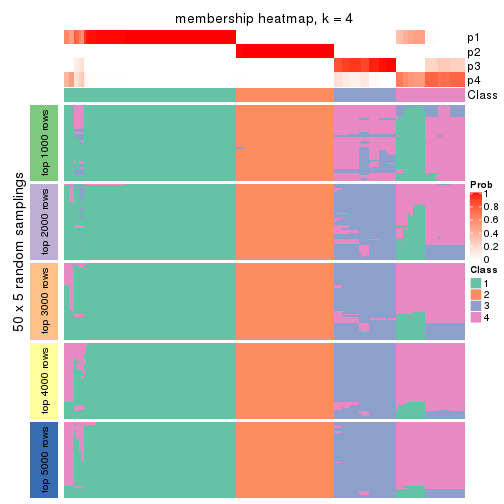 membership heatmap, k = 4
p1
p2
p3
p4
Class
50 x 5 random samplings
top 1000 rows
top 2000 rows
top 3000 rows
top 4000 rows
top 5000 rows
Prob
1
0.8
0.6
0.4
0.2
0
Class
1
2
3
4